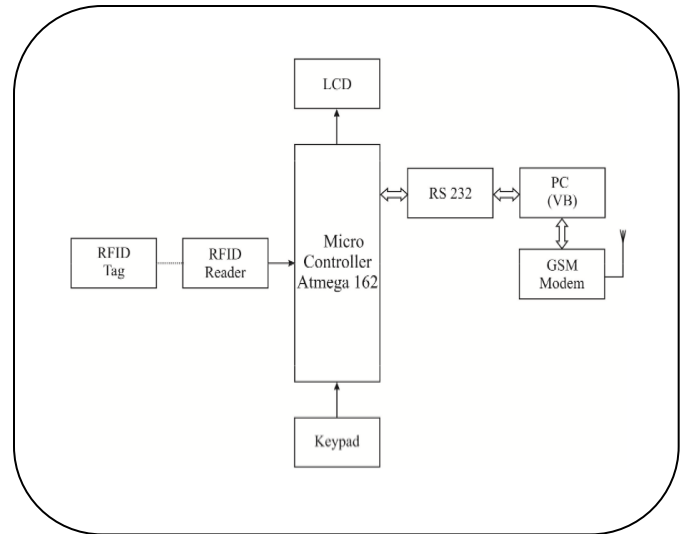 LCD
RS 232
PC
(VB)
RFID
Tag
RFID
Reader
Micro
Controller
Atmega 162
GSM
Modem
Keypad